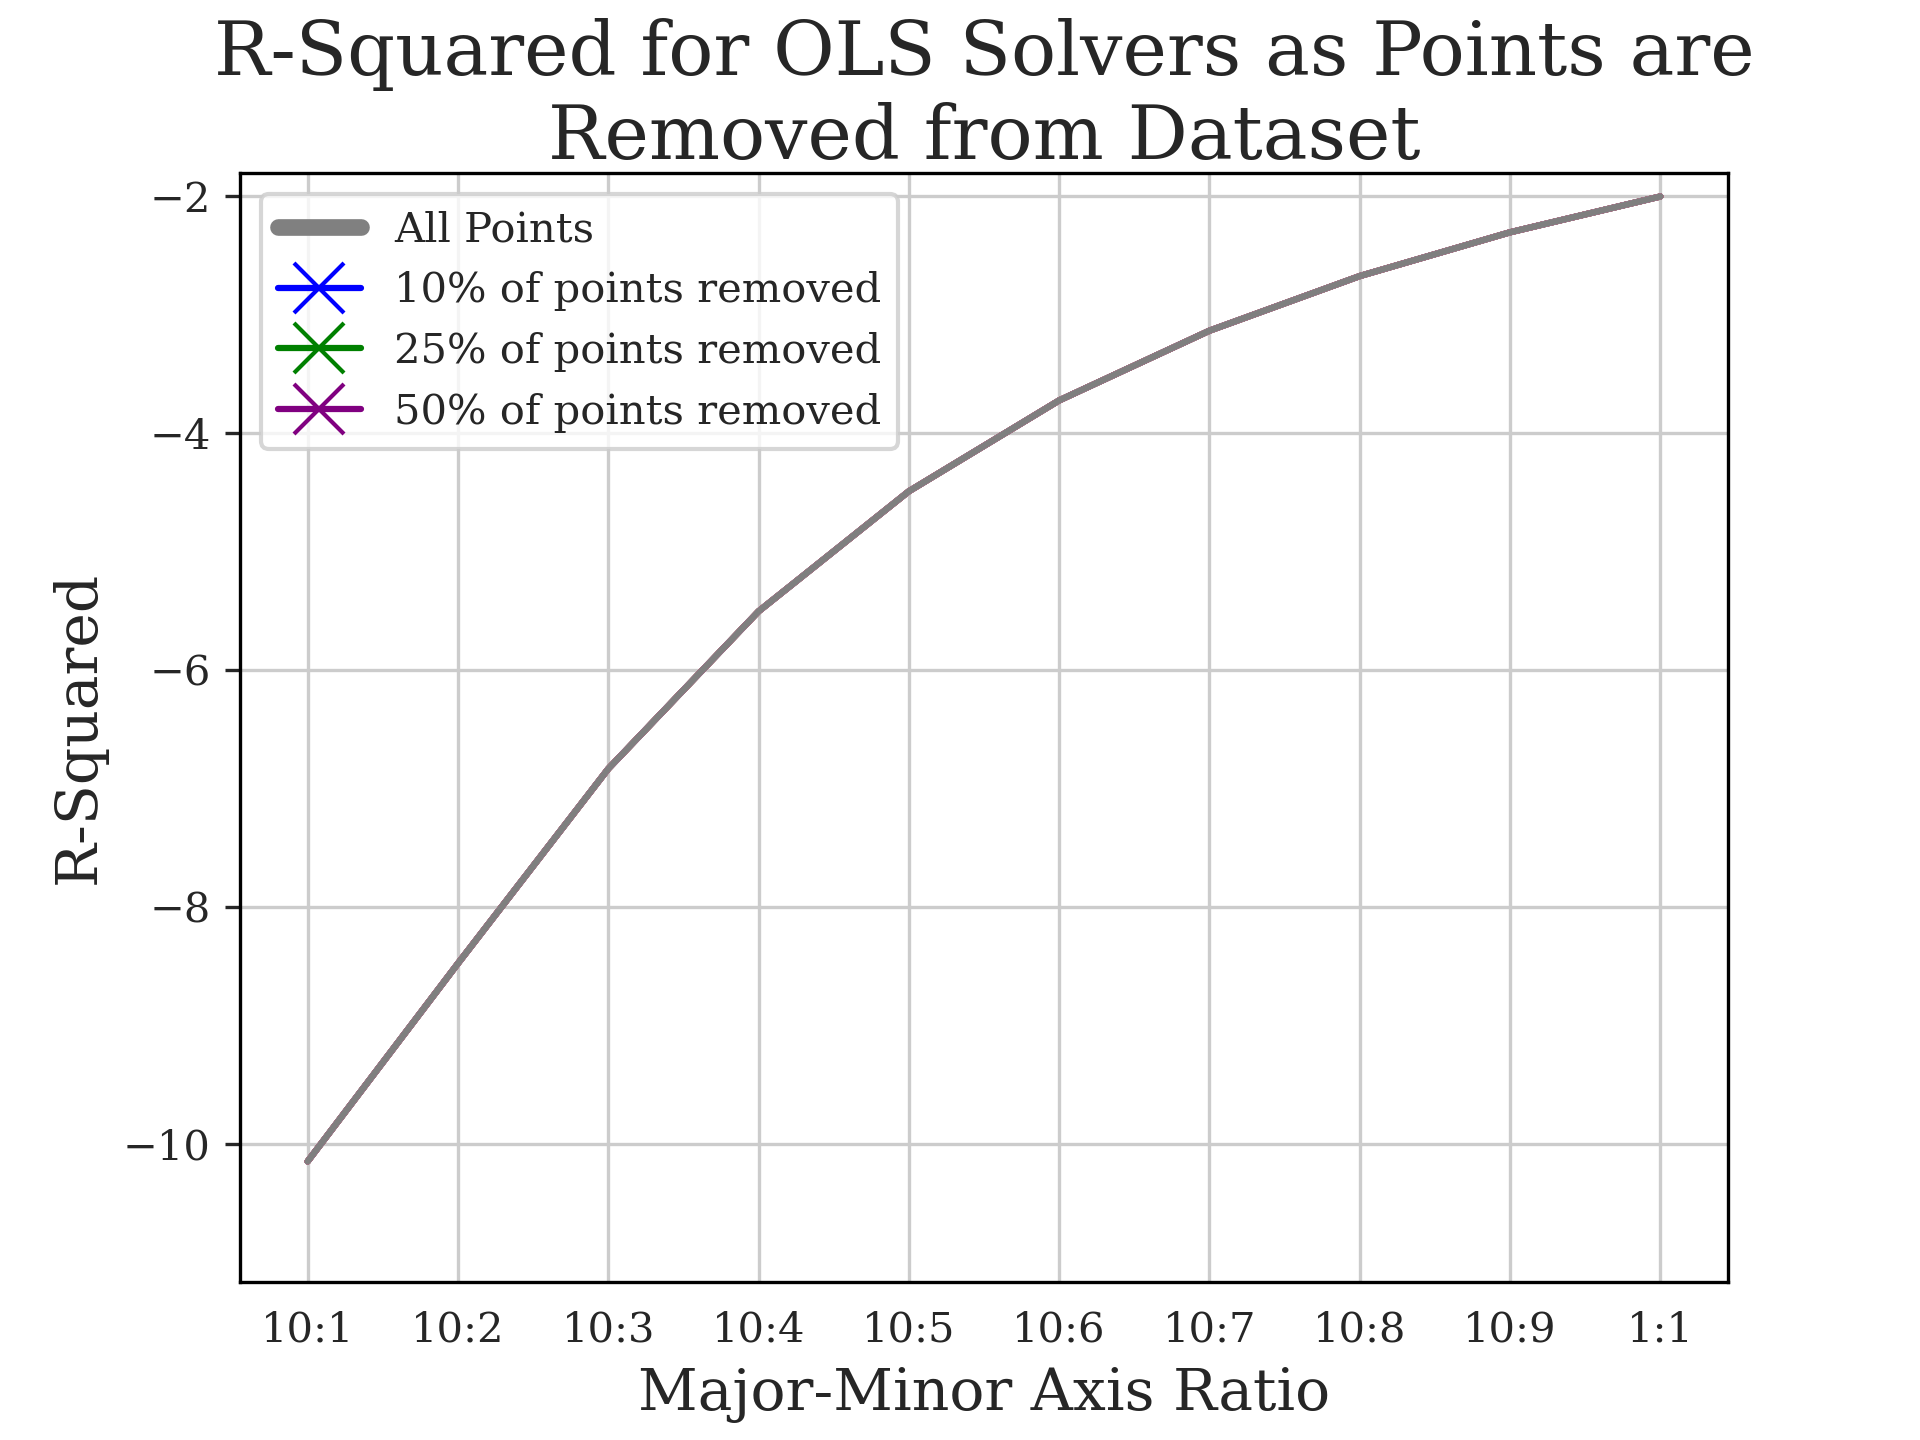 R-Squared for OLS Solvers as Points are
Removed from Dataset
All Points
10% of points removed
25% of points removed
50% of points removed
R-Squared
−2
−4
−6
−8
−10
10:1 10:2 10:3 10:4 10:5 10:6 10:7 10:8 10:9 1:1
Major-Minor Axis Ratio